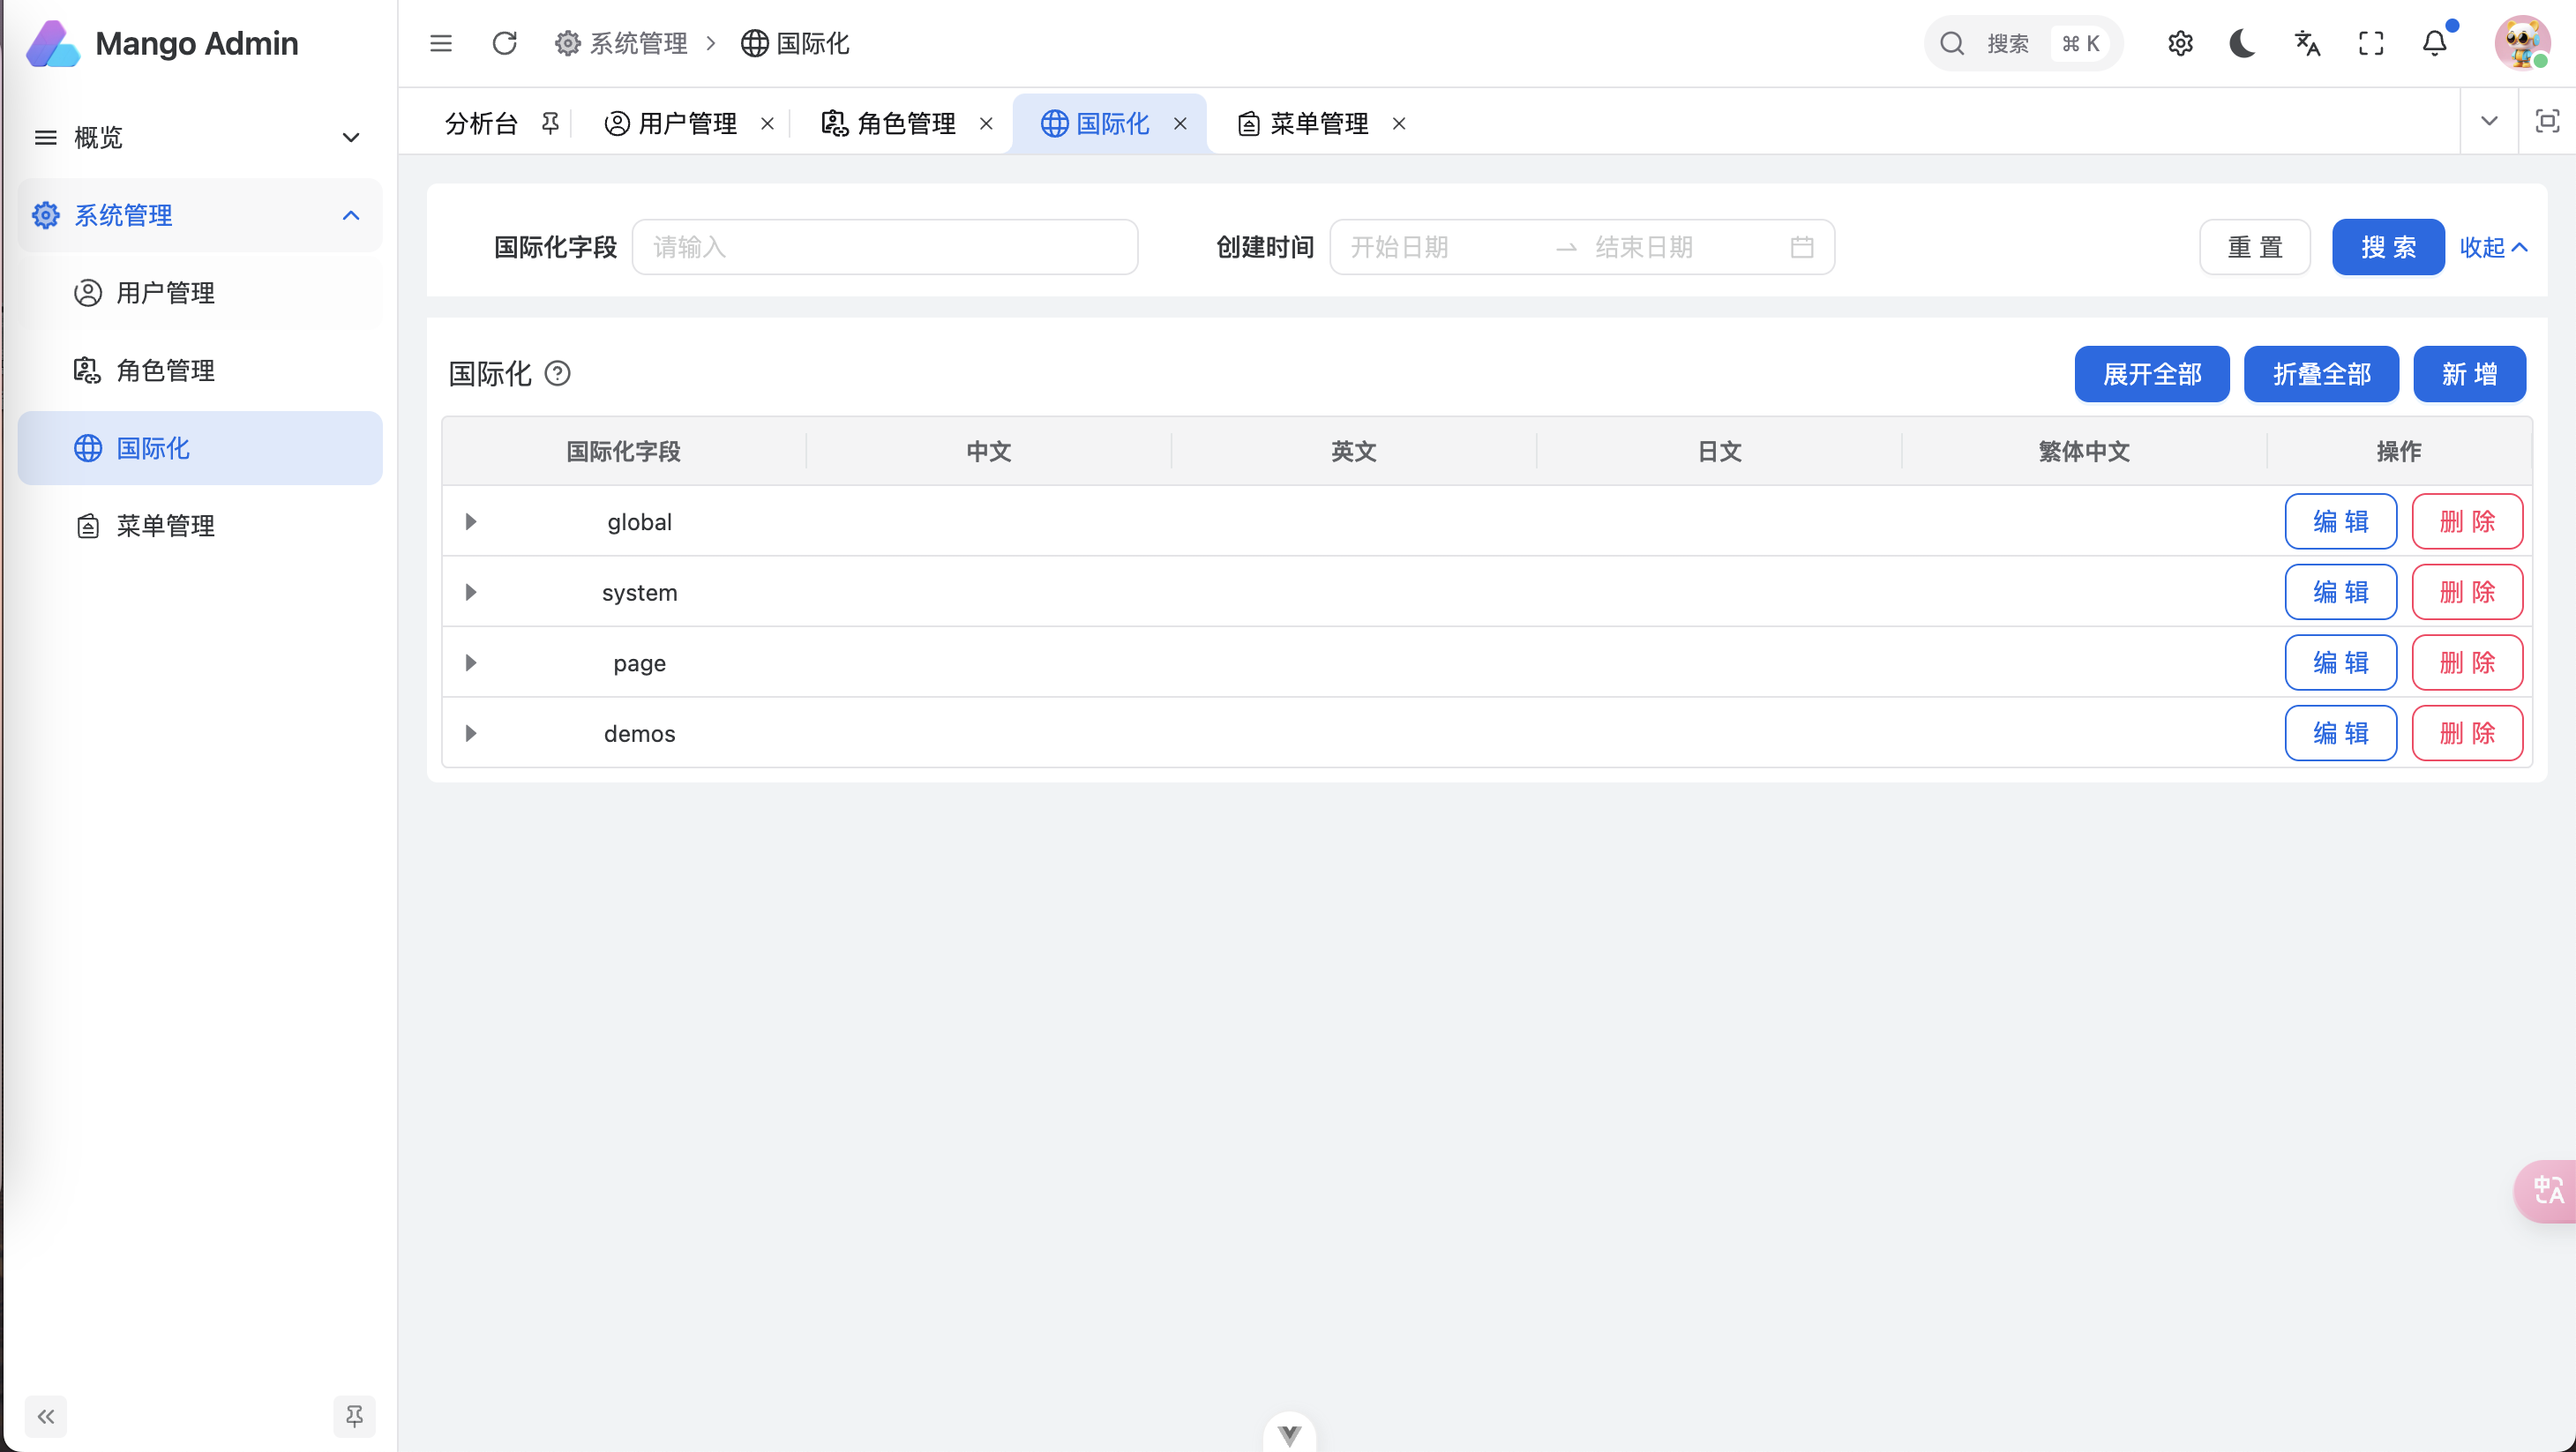 Mango Admin
系统管理 > 国际化
搜索 ⌘ K
概览
系统管理
用户管理
角色管理
国际化
菜单管理
分析台 用户管理 角色管理 国际化 菜单管理
国际化字段 请输入 创建时间 开始日期 → 结束日期 重 置 搜 索 收起
国际化 展开全部 折叠全部 新 增
国际化字段 中文 英文 日文 繁体中文 操作
global 编 辑 删 除
system 编 辑 删 除
page 编 辑 删 除
demos 编 辑 删 除
中 A